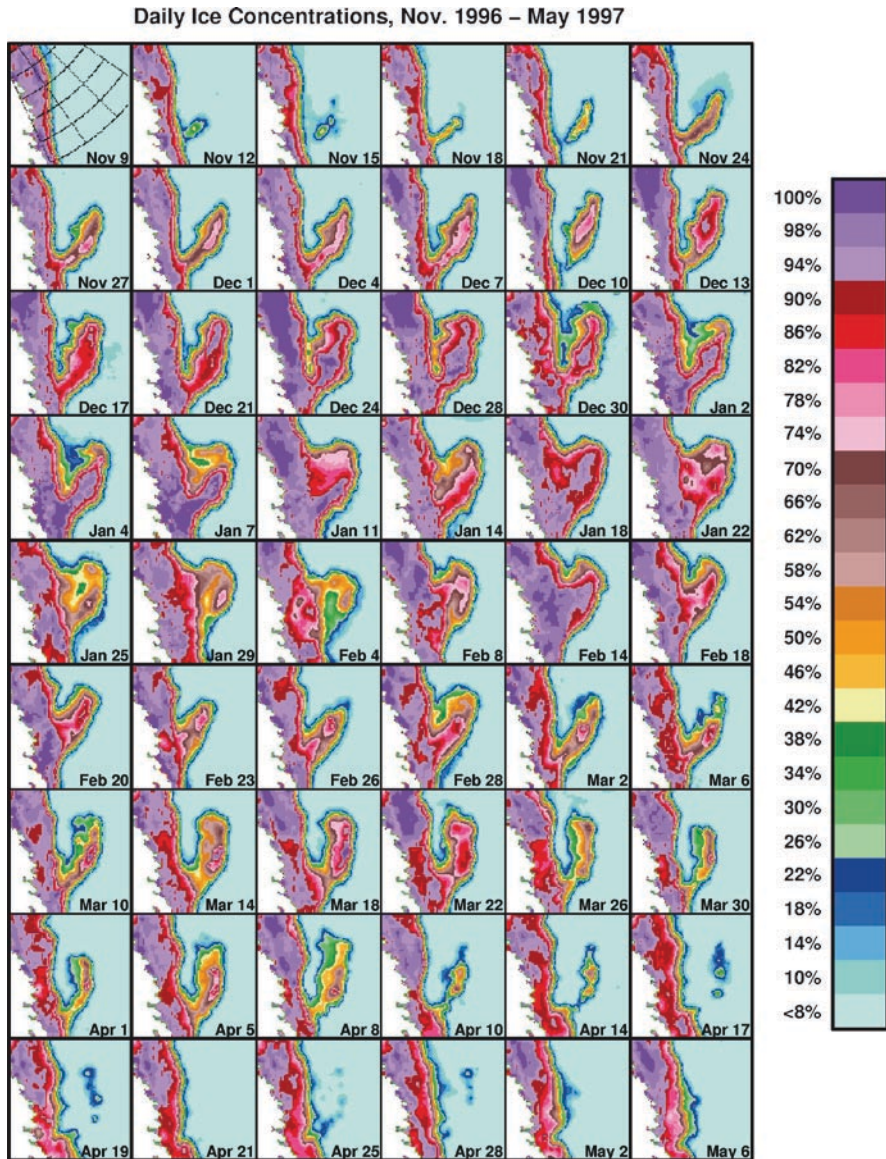 Daily Ice Concentrations, Nov. 1996 – May 1997
Nov 9 Nov 12 Nov 15 Nov 18 Nov 21 Nov 24
Nov 27 Dec 1 Dec 4 Dec 7 Dec 10 Dec 13
Dec 17 Dec 21 Dec 24 Dec 28 Dec 30 Jan 2
Jan 4 Jan 7 Jan 11 Jan 14 Jan 18 Jan 22
Jan 25 Jan 29 Feb 4 Feb 8 Feb 14 Feb 18
Feb 20 Feb 23 Feb 26 Feb 28 Mar 2 Mar 6
Mar 10 Mar 14 Mar 18 Mar 22 Mar 26 Mar 30
Apr 1 Apr 5 Apr 8 Apr 10 Apr 14 Apr 17
Apr 19 Apr 21 Apr 25 Apr 28 May 2 May 6
100%
98%
94%
90%
86%
82%
78%
74%
70%
66%
62%
58%
54%
50%
46%
42%
38%
34%
30%
26%
22%
18%
14%
10%
<8%